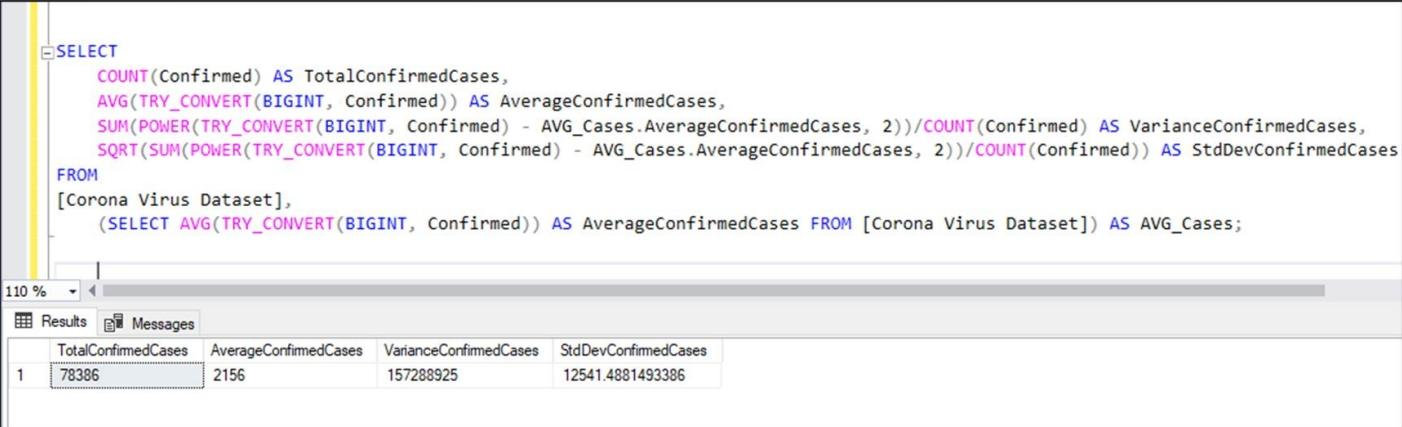 SELECT
COUNT(Confirmed) AS TotalConfirmedCases,
AVG(TRY_CONVERT(BIGINT, Confirmed)) AS AverageConfirmedCases,
SUM(POWER(TRY_CONVERT(BIGINT, Confirmed) - AVG_Cases.AverageConfirmedCases, 2))/COUNT(Confirmed) AS VarianceConfirmedCases,
SQRT(SUM(POWER(TRY_CONVERT(BIGINT, Confirmed) - AVG_Cases.AverageConfirmedCases, 2))/COUNT(Confirmed)) AS StdDevConfirmedCases
FROM
[Corona Virus Dataset],
(SELECT AVG(TRY_CONVERT(BIGINT, Confirmed)) AS AverageConfirmedCases FROM [Corona Virus Dataset]) AS AVG_Cases;
110 %
Results Messages
TotalConfirmedCases AverageConfirmedCases VarianceConfirmedCases StdDevConfirmedCases
1 78386 2156 157288925 12541.4881493386